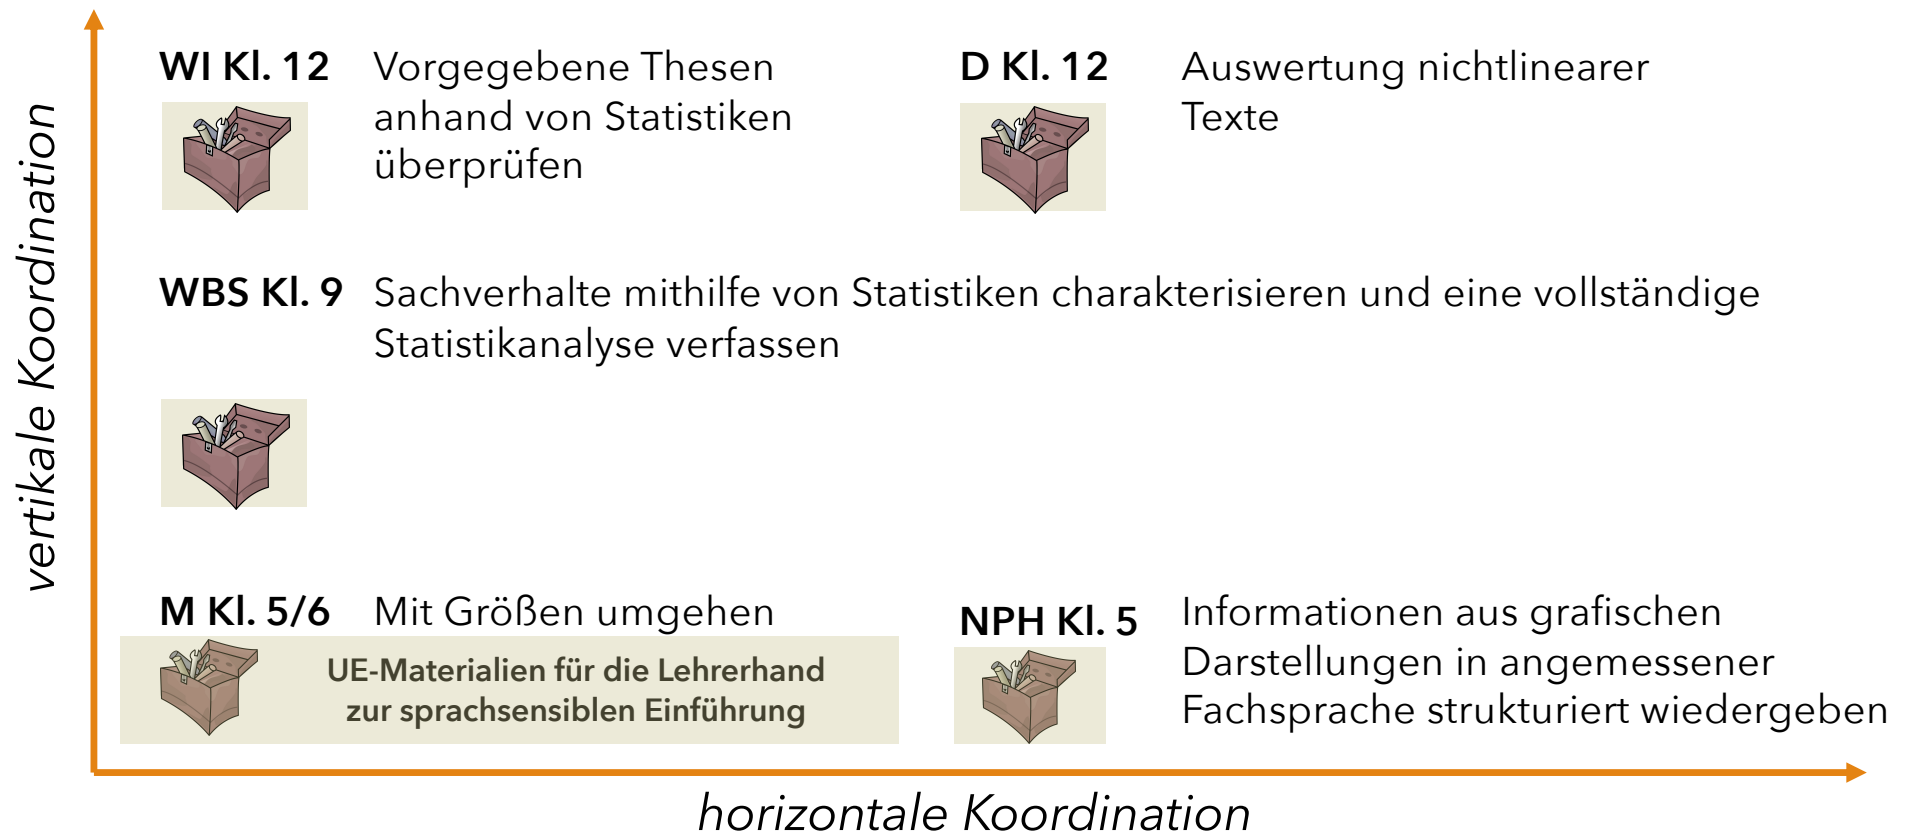 vertikale Koordination
WI Kl. 12
Vorgegebene Thesen
anhand von Statistiken
überprüfen
D Kl. 12
Auswertung nichtlinearer
Texte
WBS Kl. 9
Sachverhalte mithilfe von Statistiken charakterisieren und eine vollständige
Statistikanalyse verfassen
M Kl. 5/6
Mit Größen umgehen
UE-Materialien für die Lehrerhand
zur sprachsensiblen Einführung
NPH Kl. 5
Informationen aus grafischen
Darstellungen in angemessener
Fachsprache strukturiert wiedergeben
horizontale Koordination